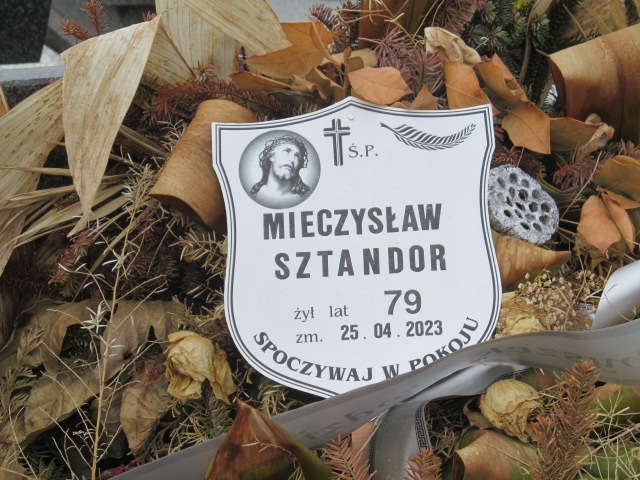 Ś.P.
MIECZYSŁAW
SZTANDOR
żył lat 79
zm. 25.04.2023
SPOCZYWAJ W POKOJU